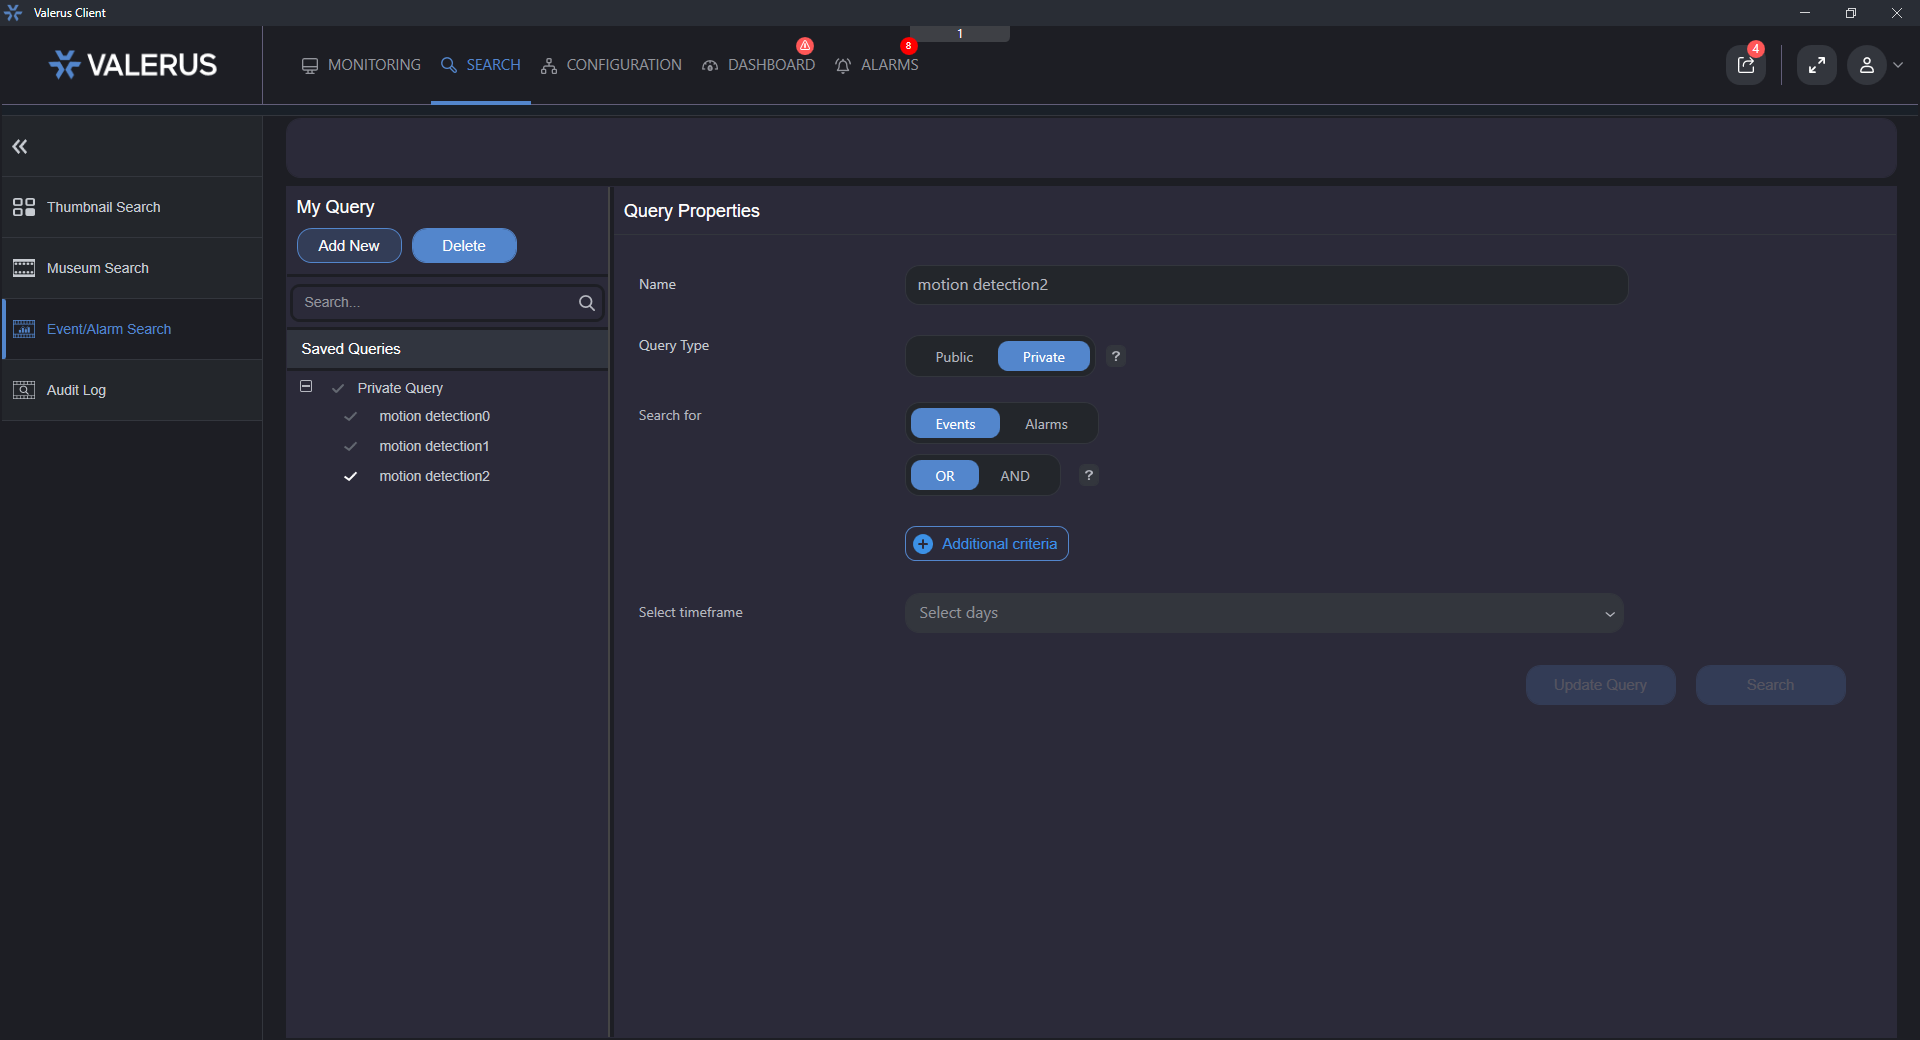 Valerus Client
1
VALERUS
MONITORING
SEARCH
CONFIGURATION
DASHBOARD
8
ALARMS
4
Thumbnail Search
Museum Search
Event/Alarm Search
Audit Log
My Query
Add New
Delete
Search...
Saved Queries
Private Query
motion detection0
motion detection1
motion detection2
Query Properties
Name
motion detection2
Query Type
Public
Private
?
Search for
Events
Alarms
OR
AND
?
Additional criteria
Select timeframe
Select days
Update Query
Search